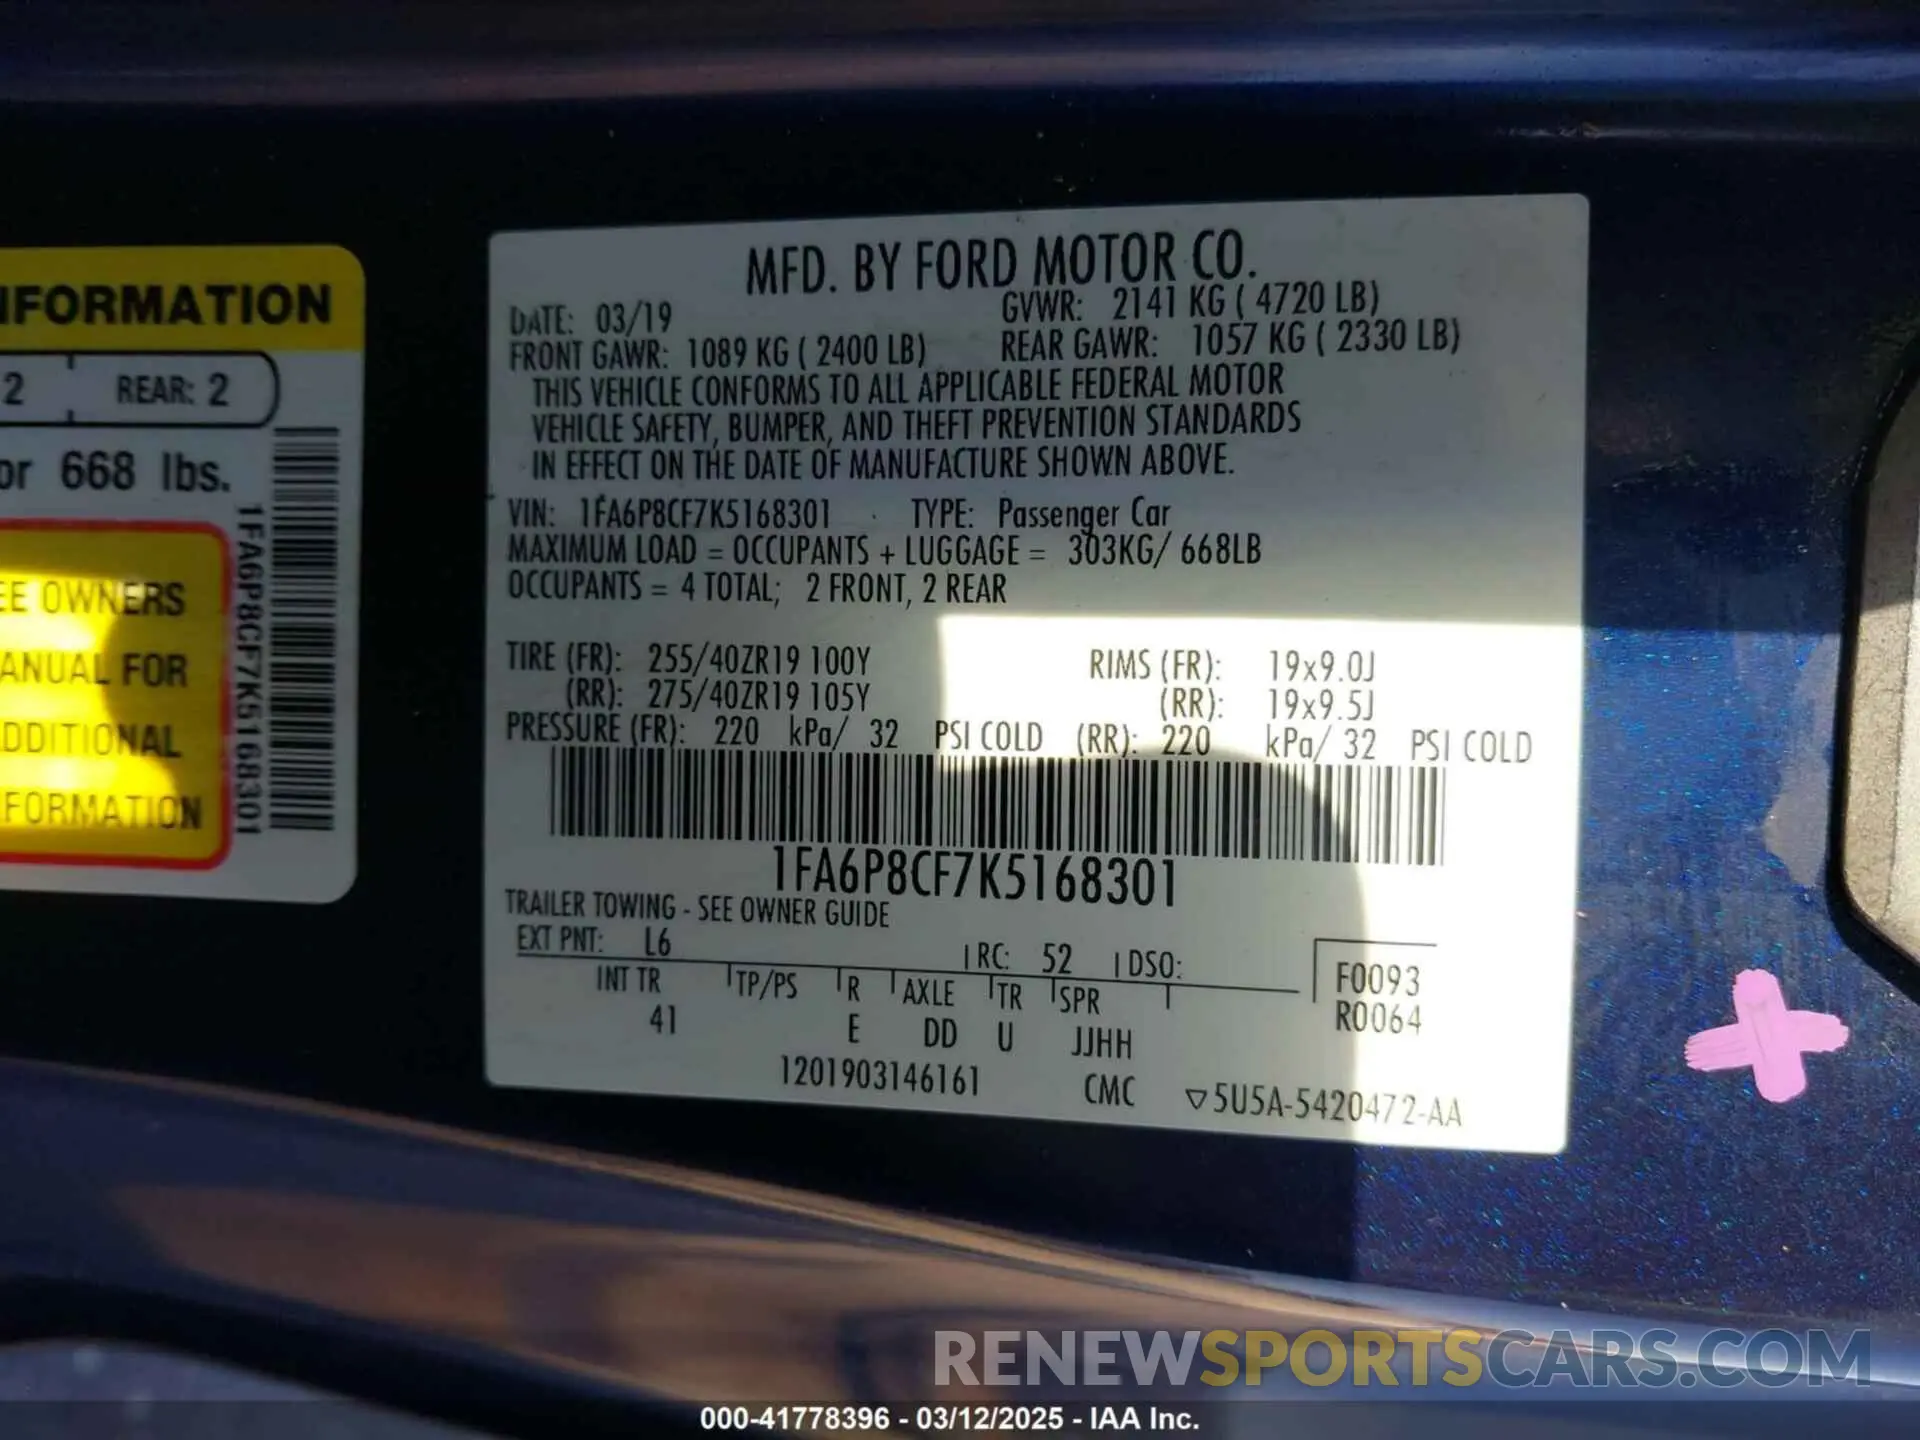 NFORMATION
2 REAR: 2
or 668 lbs.
EE OWNERS
ANUAL FOR
DDITIONAL
FORMATION
1FA6P8CF7K5168301
MFD. BY FORD MOTOR CO.
DATE: 03/19 GVWR: 2141 KG ( 4720 LB)
FRONT GAWR: 1089 KG ( 2400 LB) REAR GAWR: 1057 KG ( 2330 LB)
THIS VEHICLE CONFORMS TO ALL APPLICABLE FEDERAL MOTOR
VEHICLE SAFETY, BUMPER, AND THEFT PREVENTION STANDARDS
IN EFFECT ON THE DATE OF MANUFACTURE SHOWN ABOVE.
VIN: 1FA6P8CF7K5168301 TYPE: Passenger Car
MAXIMUM LOAD = OCCUPANTS + LUGGAGE = 303KG/ 668LB
OCCUPANTS = 4 TOTAL; 2 FRONT, 2 REAR
TIRE (FR): 255/40ZR19 100Y RIMS (FR): 19x9.0J
(RR): 275/40ZR19 105Y (RR): 19x9.5J
PRESSURE (FR): 220 kPa/ 32 PSI COLD (RR): 220 kPa/ 32 PSI COLD
1FA6P8CF7K5168301
TRAILER TOWING - SEE OWNER GUIDE
EXT PNT: L6 RC: 52 DSO: F0093
INT TR TP/PS R AXLE TR SPR R0064
41 E DD U JJHH
1201903146161 CMC ▽5U5A-5420472-AA
RENEWSPORTSCARS.COM
000-41778396 - 03/12/2025 - IAA Inc.